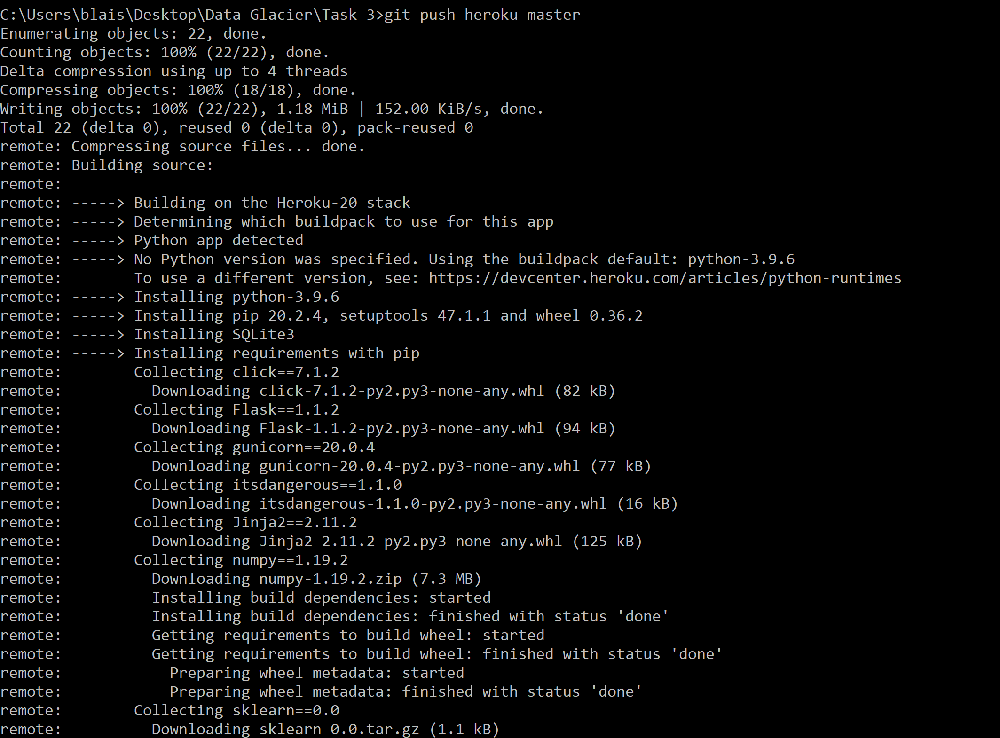 C:\Users\blais\Desktop\Data Glacier\Task 3>git push heroku master
Enumerating objects: 22, done.
Counting objects: 100% (22/22), done.
Delta compression using up to 4 threads
Compressing objects: 100% (18/18), done.
Writing objects: 100% (22/22), 1.18 MiB | 152.00 KiB/s, done.
Total 22 (delta 0), reused 0 (delta 0), pack-reused 0
remote: Compressing source files... done.
remote: Building source:
remote:
remote: -----> Building on the Heroku-20 stack
remote: -----> Determining which buildpack to use for this app
remote: -----> Python app detected
remote: -----> No Python version was specified. Using the buildpack default: python-3.9.6
remote:        To use a different version, see: https://devcenter.heroku.com/articles/python-runtimes
remote: -----> Installing python-3.9.6
remote: -----> Installing pip 20.2.4, setuptools 47.1.1 and wheel 0.36.2
remote: -----> Installing SQLite3
remote: -----> Installing requirements with pip
remote:        Collecting click==7.1.2
remote:          Downloading click-7.1.2-py2.py3-none-any.whl (82 kB)
remote:        Collecting Flask==1.1.2
remote:          Downloading Flask-1.1.2-py2.py3-none-any.whl (94 kB)
remote:        Collecting gunicorn==20.0.4
remote:          Downloading gunicorn-20.0.4-py2.py3-none-any.whl (77 kB)
remote:        Collecting itsdangerous==1.1.0
remote:          Downloading itsdangerous-1.1.0-py2.py3-none-any.whl (16 kB)
remote:        Collecting Jinja2==2.11.2
remote:          Downloading Jinja2-2.11.2-py2.py3-none-any.whl (125 kB)
remote:        Collecting numpy==1.19.2
remote:          Downloading numpy-1.19.2.zip (7.3 MB)
remote:          Installing build dependencies: started
remote:          Installing build dependencies: finished with status 'done'
remote:          Getting requirements to build wheel: started
remote:          Getting requirements to build wheel: finished with status 'done'
remote:            Preparing wheel metadata: started
remote:            Preparing wheel metadata: finished with status 'done'
remote:        Collecting sklearn==0.0
remote:          Downloading sklearn-0.0.tar.gz (1.1 kB)